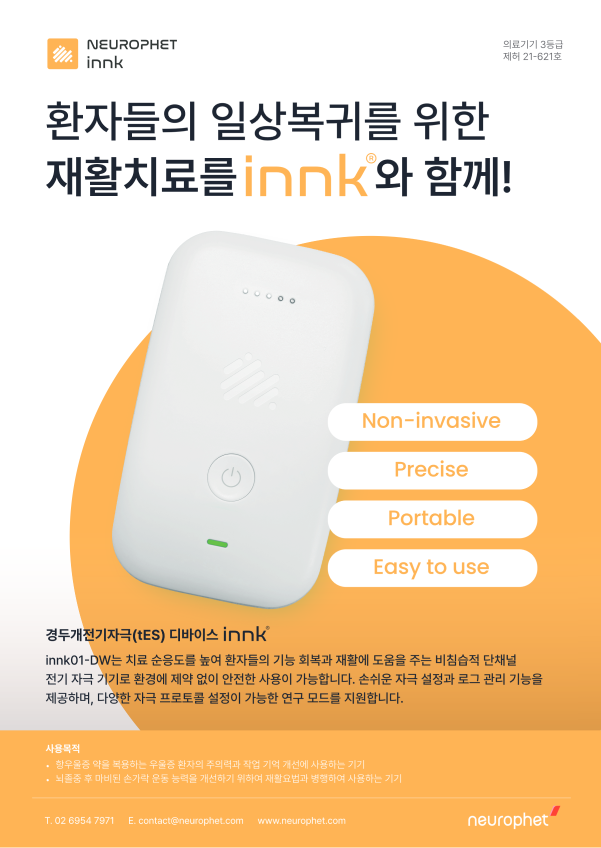 NEUROPHET
innk
의료기기 3등급
제허 21-621호
환자들의 일상복귀를 위한
재활치료를 innk®와 함께!
Non-invasive
Precise
Portable
Easy to use
경두개전기자극(tES) 디바이스 innk®
innk01-DW는 치료 순응도를 높여 환자들의 기능 회복과 재활에 도움을 주는 비침습적 단채널
전기 자극 기기로 환경에 제약 없이 안전한 사용이 가능합니다. 손쉬운 자극 설정과 로그 관리 기능을
제공하며, 다양한 자극 프로토콜 설정이 가능한 연구 모드를 지원합니다.
사용목적
• 항우울증 약을 복용하는 우울증 환자의 주의력과 작업 기억 개선에 사용하는 기기
• 뇌졸중 후 마비된 손가락 운동 능력을 개선하기 위하여 재활요법과 병행하여 사용하는 기기
T. 02 6954 7971 E. contact@neurophet.com www.neurophet.com
neurophet